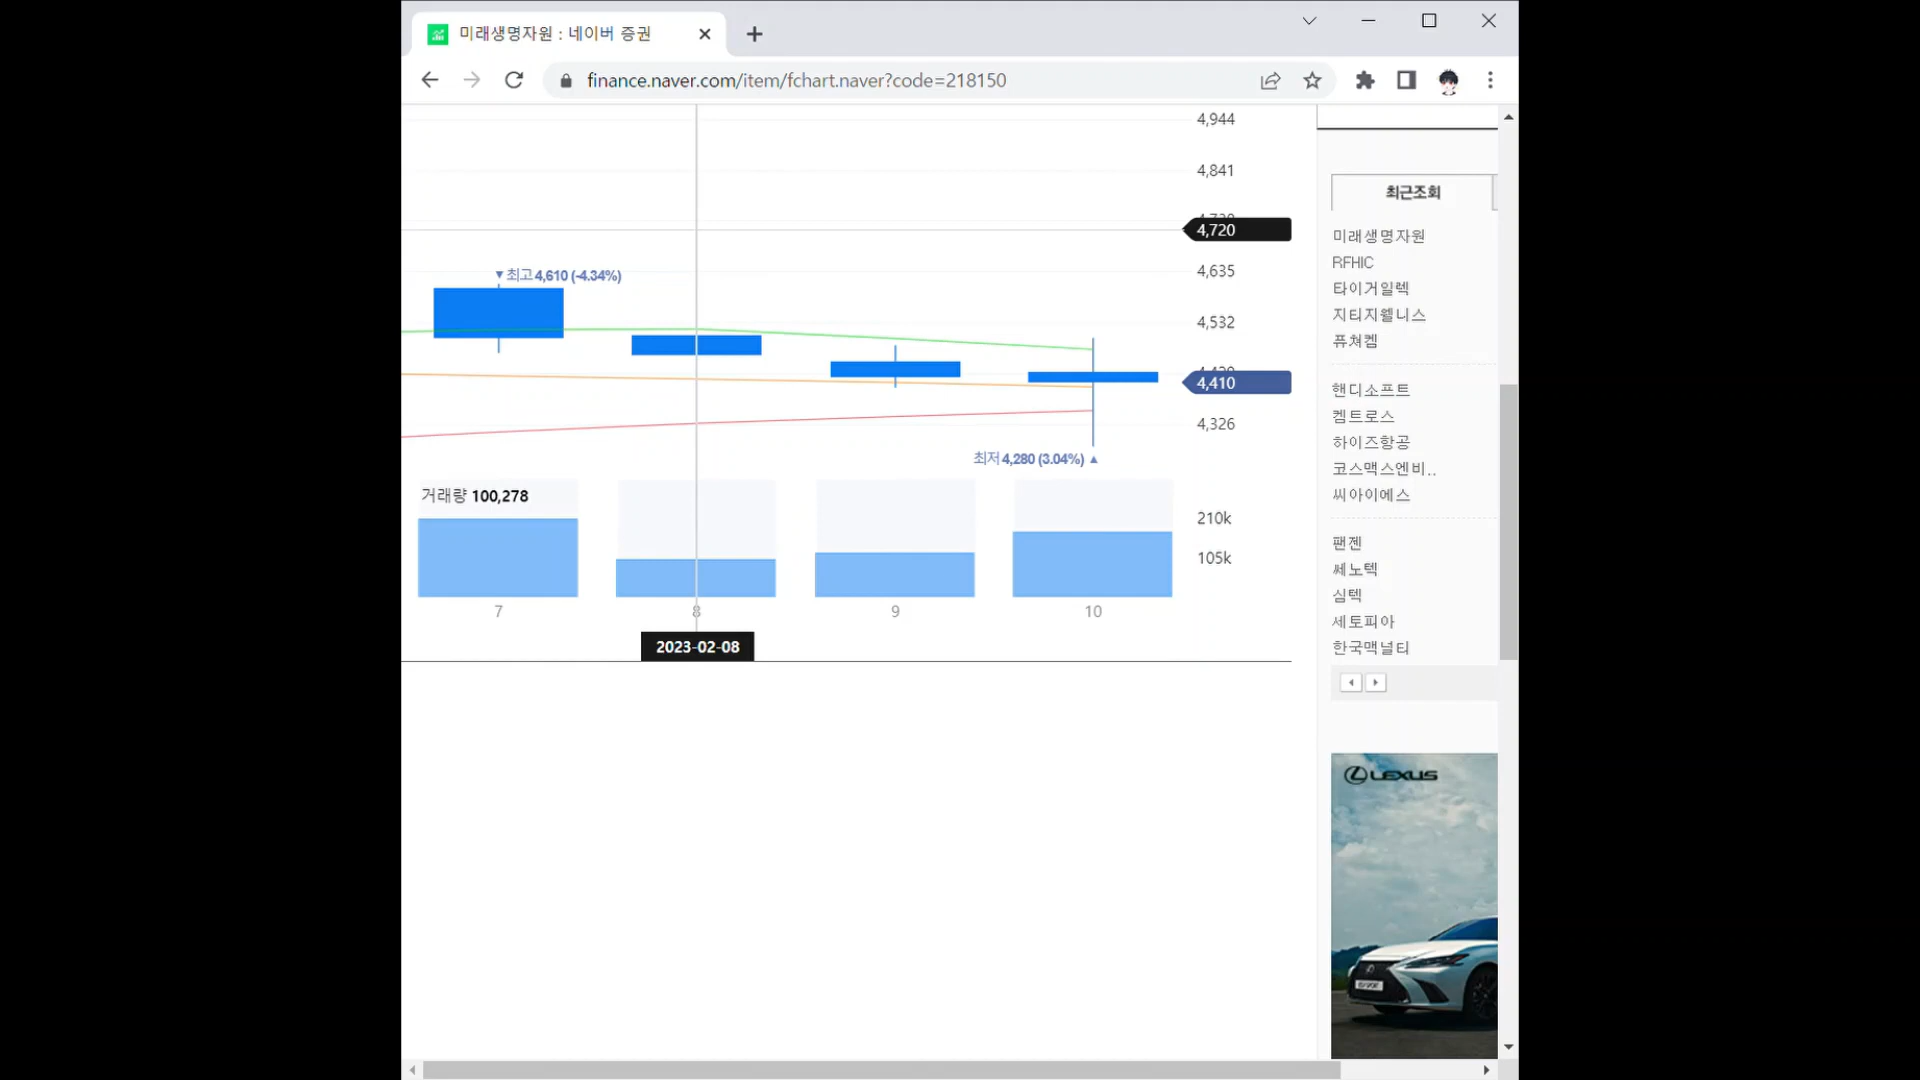 미래생명자원 : 네이버 증권
finance.naver.com/item/fchart.naver?code=218150
4,944
4,841
4,720
4,635
4,532
4,410
4,326
▼최고 4,610 (-4.34%)
최저 4,280 (3.04%) ▲
거래량 100,278
210k
105k
7
8
9
10
2023-02-08
최근조회
미래생명자원
RFHIC
타이거일렉
지티지웰니스
퓨쳐켐
핸디소프트
켐트로스
하이즈항공
코스맥스엔비..
씨아이에스
팬젠
쎄노텍
심텍
세토피아
한국맥널티
LEXUS